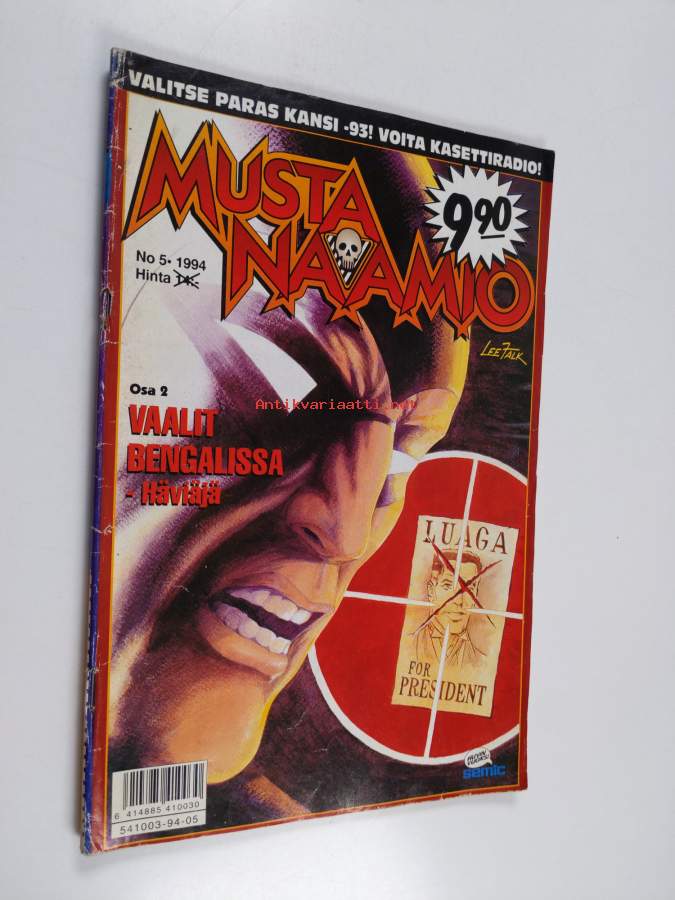 VALITSE PARAS KANSI -93! VOITA KASETTIRADIO!
MUSTA
NAAMIO
9.90
No 5• 1994
Hinta 14:-
LEE FALK
Osa 2
VAALIT
BENGALISSA
- Häviäjä
Antikvariaatti.net
LUAGA
FOR
PRESIDENT
semic
6 414885 410030
541003-94-05